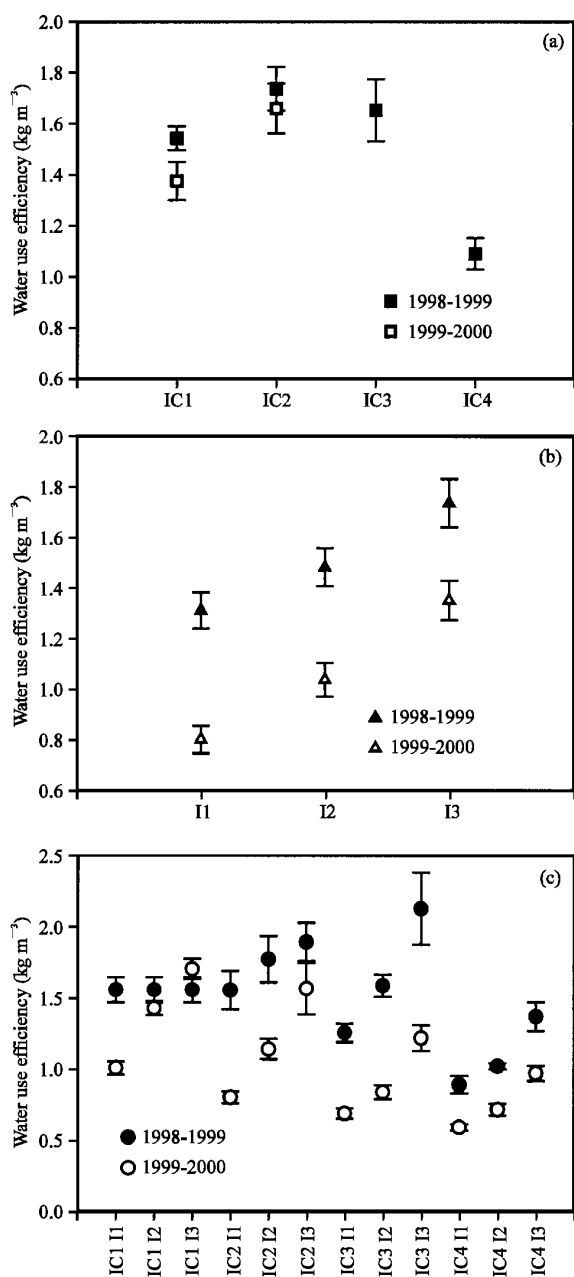 (a)
Water use efficiency (kg m⁻³)
2.0
1.8
1.6
1.4
1.2
1.0
0.8
0.6
1998-1999
1999-2000
IC1 IC2 IC3 IC4
(b)
Water use efficiency (kg m⁻³)
2.0
1.8
1.6
1.4
1.2
1.0
0.8
0.6
1998-1999
1999-2000
I1 I2 I3
(c)
Water use efficiency (kg m⁻³)
2.5
2.0
1.5
1.0
0.5
0.0
1998-1999
1999-2000
IC1 I1
IC1 I2
IC1 I3
IC2 I1
IC2 I2
IC2 I3
IC3 I1
IC3 I2
IC3 I3
IC4 I1
IC4 I2
IC4 I3